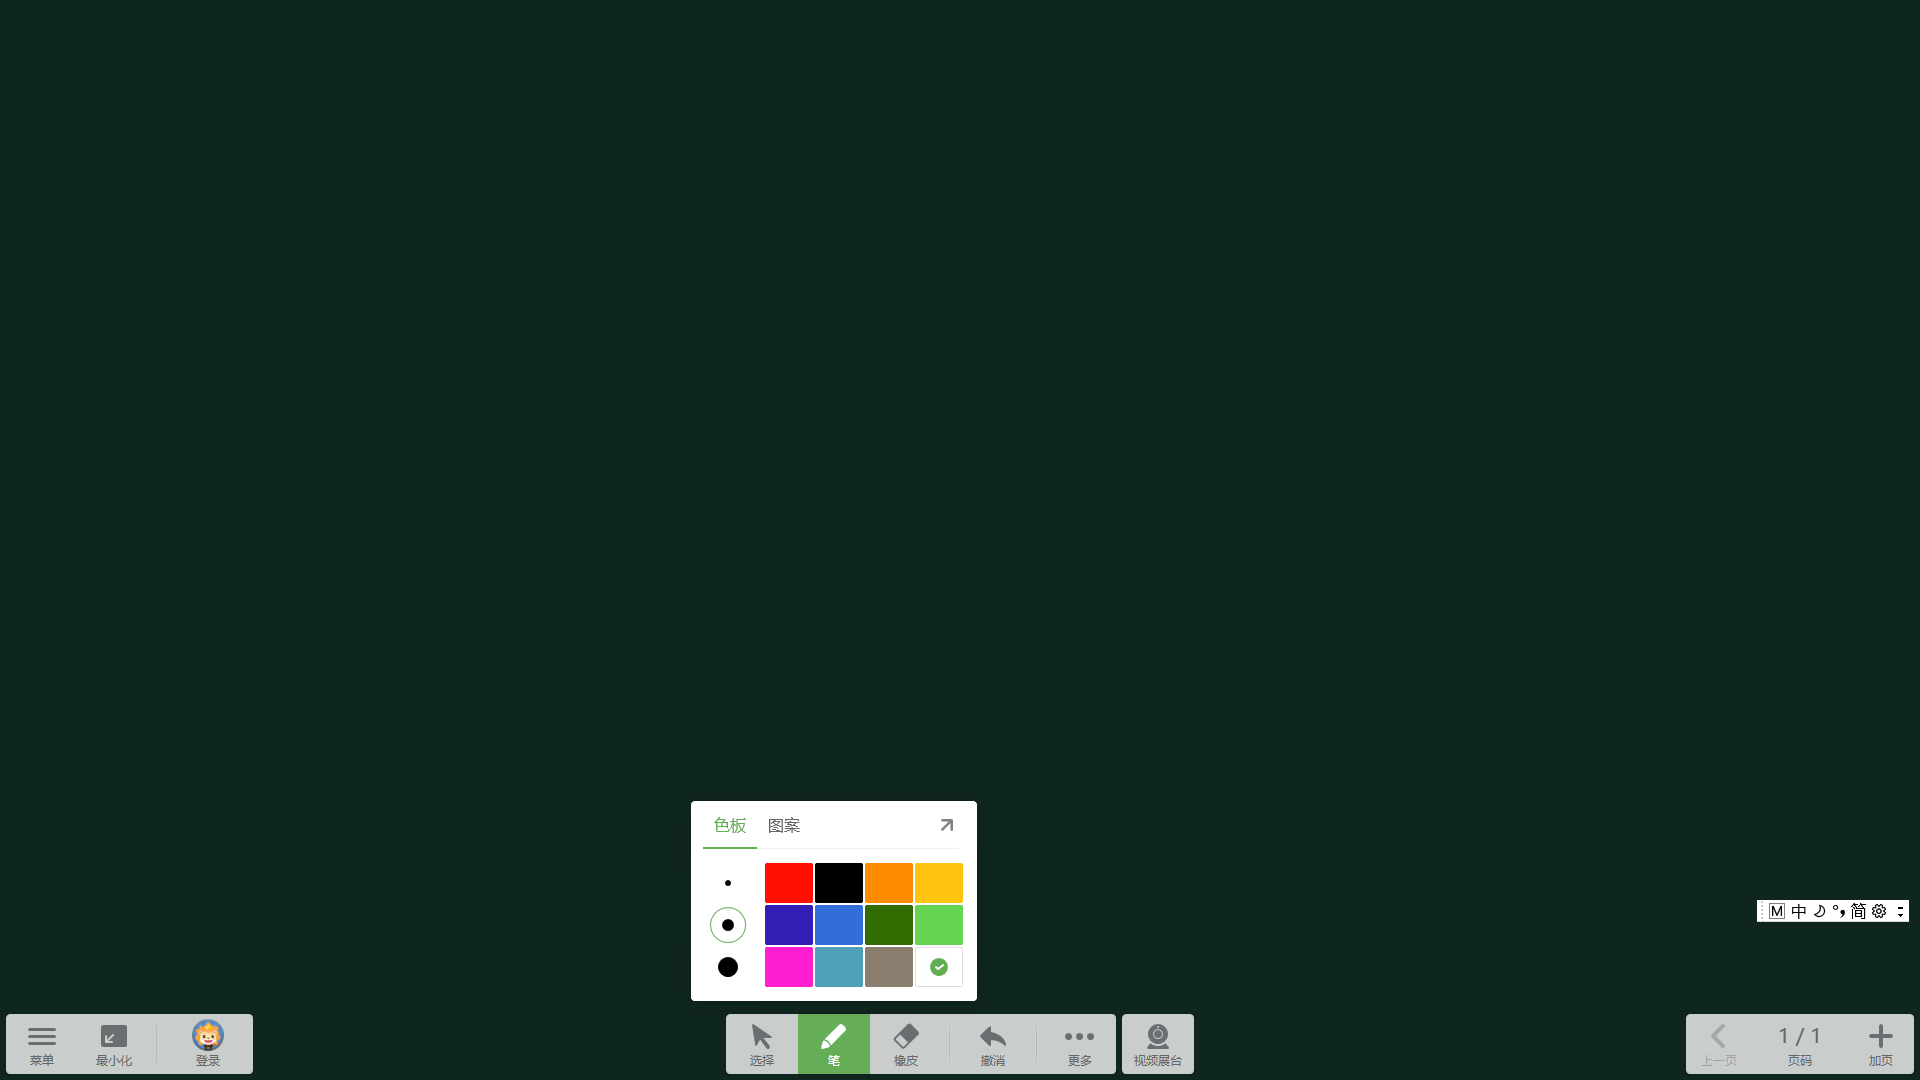 色板 图案
M 中 简
菜单 最小化 登录 选择 笔 橡皮 撤消 更多 视频展台 上一页 1 / 1 页码 加页